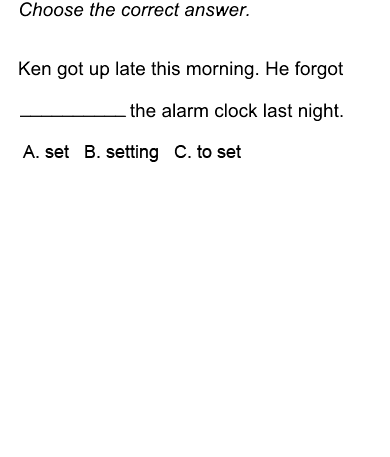 Choose the correct answer.
Ken got up late this morning. He forgot
___________ the alarm clock last night.
A. set B. setting C. to set